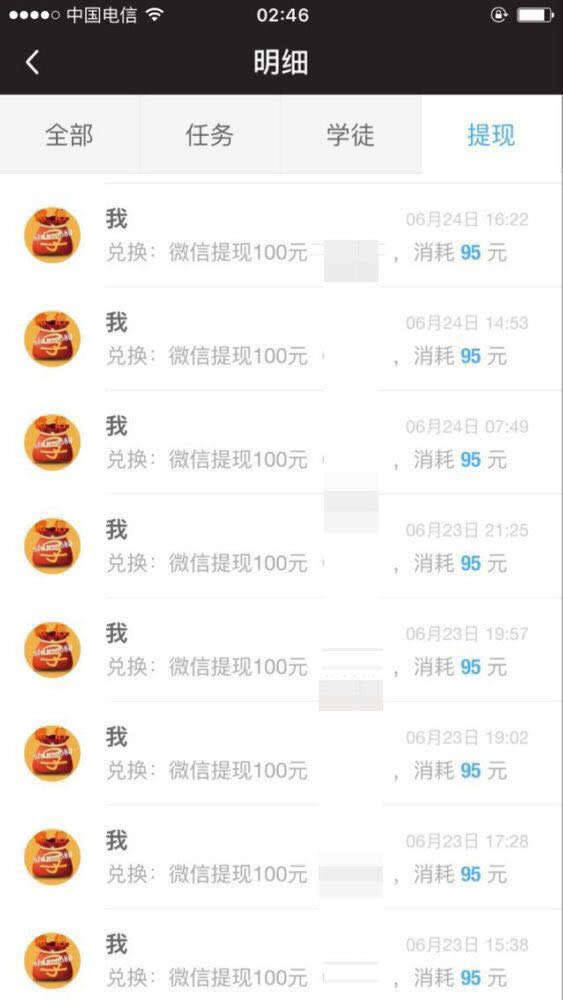 中国电信
02:46
明细
全部
任务
学徒
提现
我
06月24日 16:22
兑换：微信提现100元 ，消耗 95 元
我
06月24日 14:53
兑换：微信提现100元 ，消耗 95 元
我
06月24日 07:49
兑换：微信提现100元 ，消耗 95 元
我
06月23日 21:25
兑换：微信提现100元 ，消耗 95 元
我
06月23日 19:57
兑换：微信提现100元 ，消耗 95 元
我
06月23日 19:02
兑换：微信提现100元 ，消耗 95 元
我
06月23日 17:28
兑换：微信提现100元 ，消耗 95 元
我
06月23日 15:38
兑换：微信提现100元 ，消耗 95 元